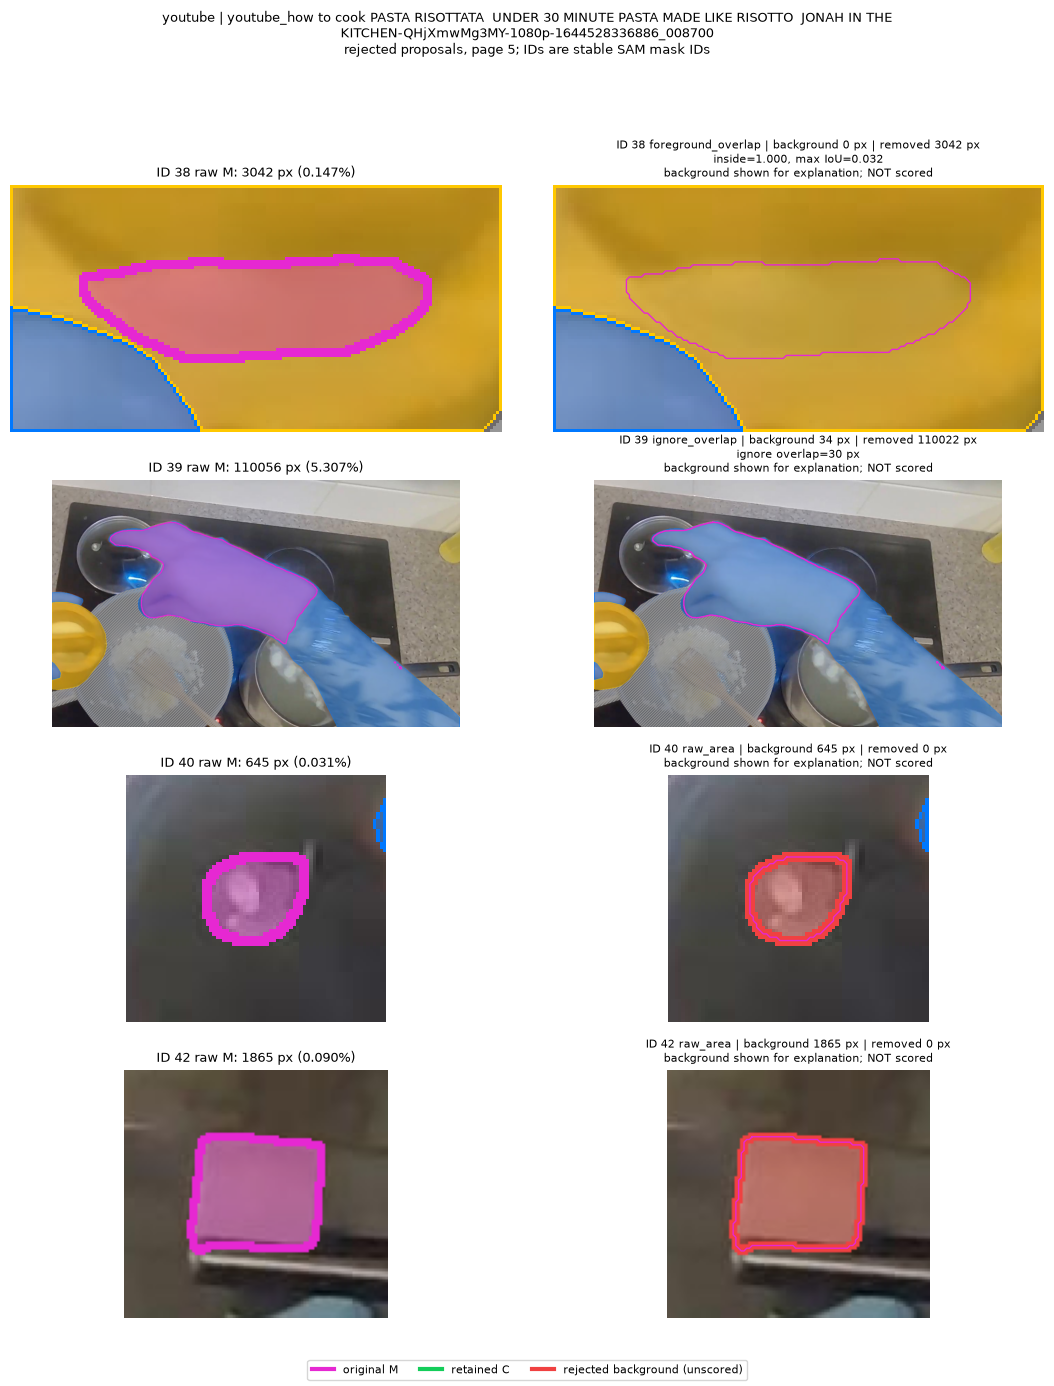 youtube | youtube_how to cook PASTA RISOTTATA  UNDER 30 MINUTE PASTA MADE LIKE RISOTTO  JONAH IN THE
KITCHEN-QHjXmwMg3MY-1080p-1644528336886_008700
rejected proposals, page 5; IDs are stable SAM mask IDs
ID 38 raw M: 3042 px (0.147%)
ID 38 foreground_overlap | background 0 px | removed 3042 px
inside=1.000, max IoU=0.032
background shown for explanation; NOT scored
ID 39 raw M: 110056 px (5.307%)
ID 39 ignore_overlap | background 34 px | removed 110022 px
ignore overlap=30 px
background shown for explanation; NOT scored
ID 40 raw M: 645 px (0.031%)
ID 40 raw_area | background 645 px | removed 0 px
background shown for explanation; NOT scored
ID 42 raw M: 1865 px (0.090%)
ID 42 raw_area | background 1865 px | removed 0 px
background shown for explanation; NOT scored
original M
retained C
rejected background (unscored)